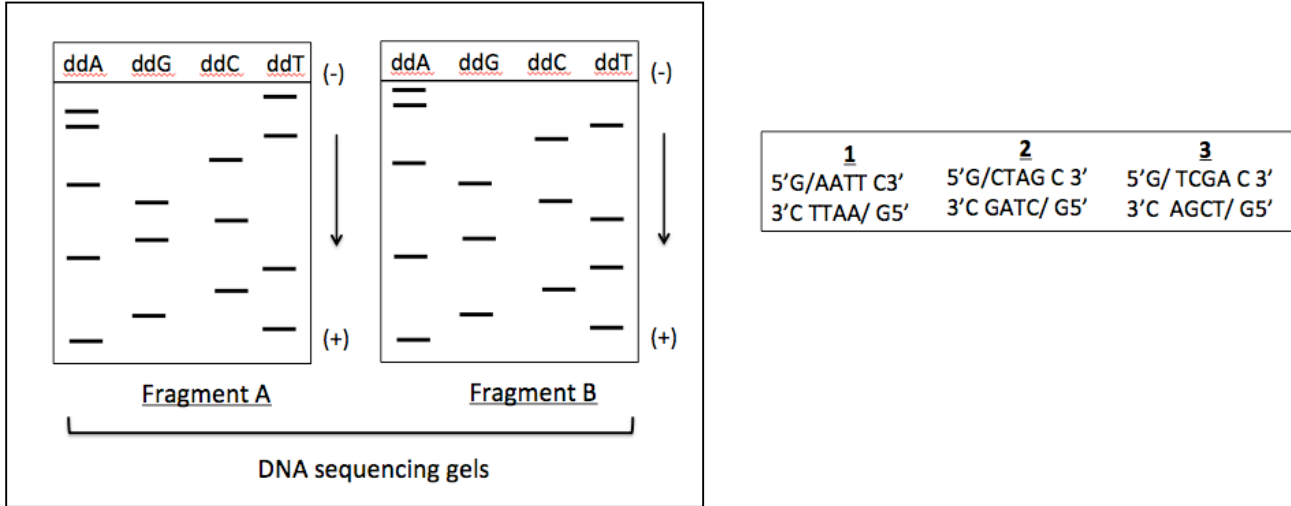 ddA ddG ddC ddT (-)
(+)
Fragment A
ddA ddG ddC ddT (-)
(+)
Fragment B
DNA sequencing gels
1
5'G/AATT C3'
3'C TTAA/ G5'
2
5'G/CTAG C 3'
3'C GATC/ G5'
3
5'G/ TCGA C 3'
3'C AGCT/ G5'